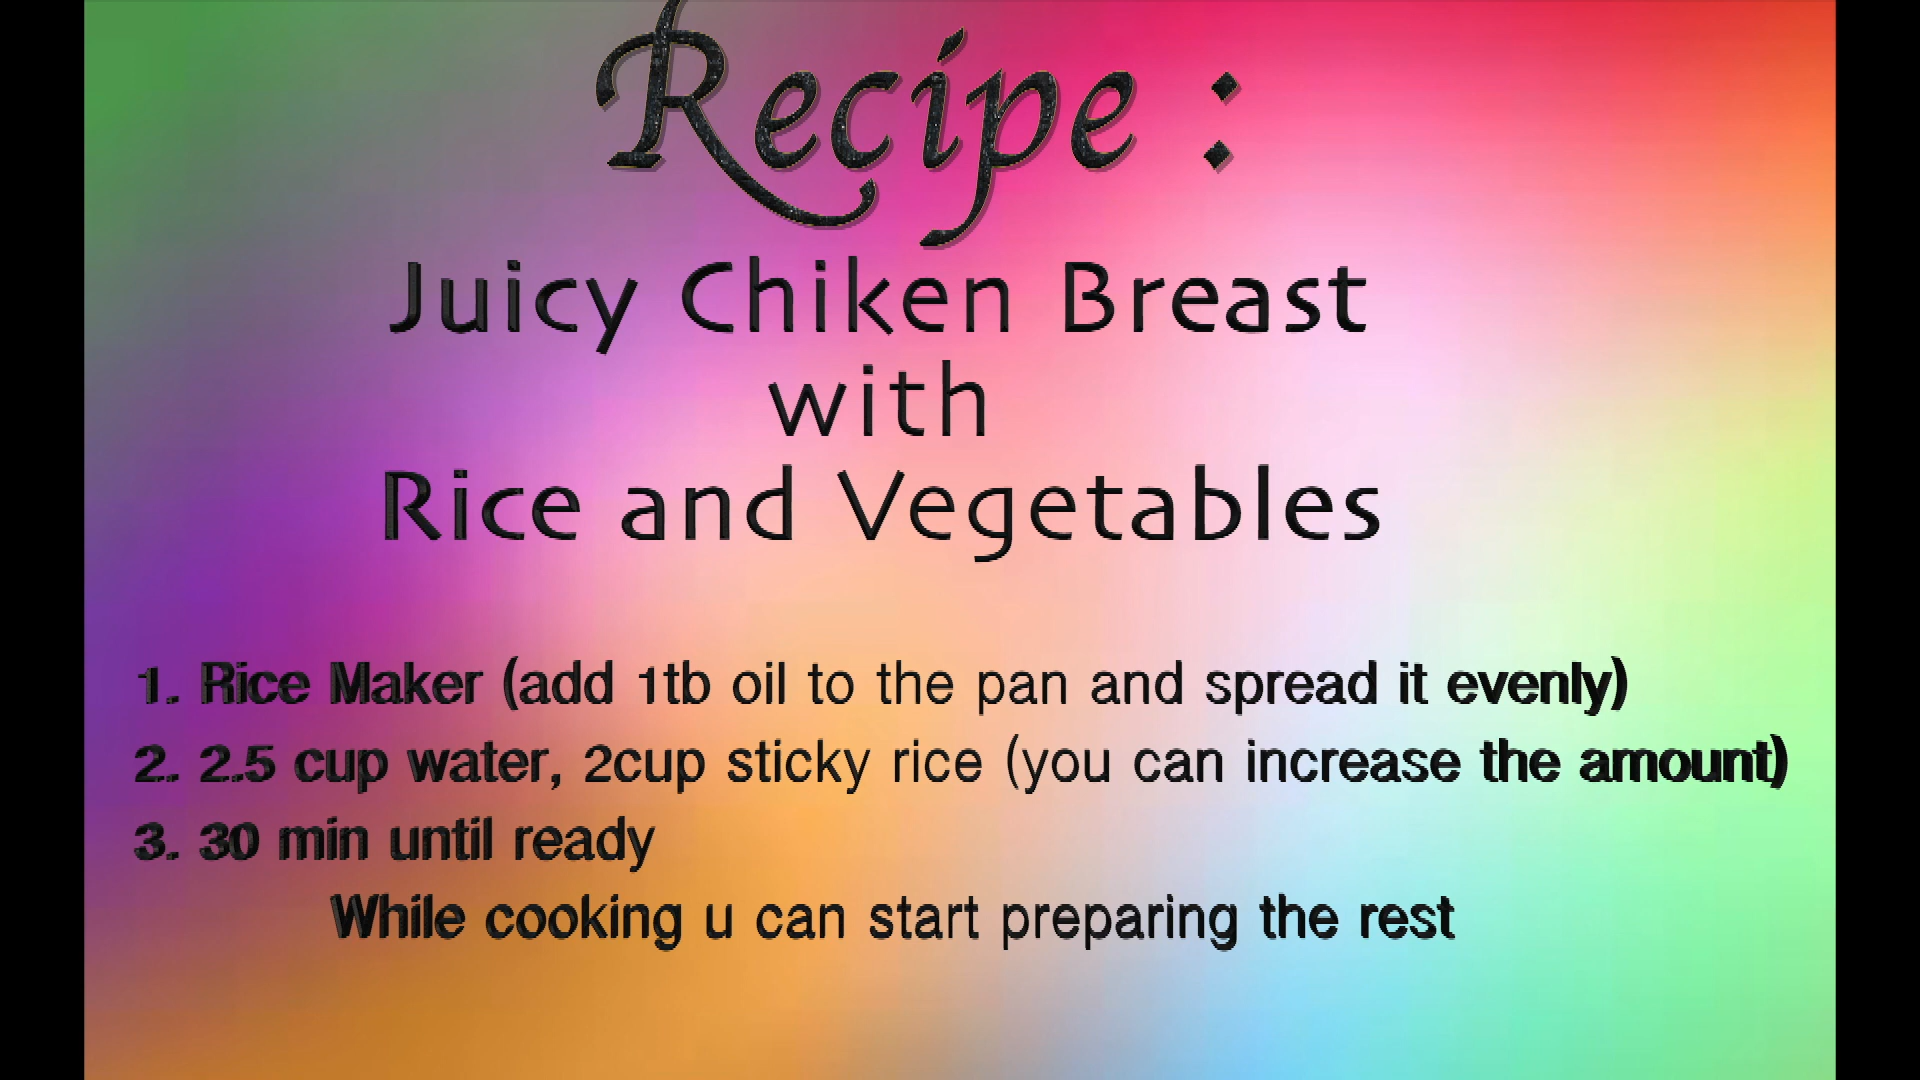 Recipe :
Juicy Chiken Breast
with
Rice and Vegetables
1. Rice Maker (add 1tb oil to the pan and spread it evenly)
2. 2.5 cup water, 2cup sticky rice (you can increase the amount)
3. 30 min until ready
While cooking u can start preparing the rest